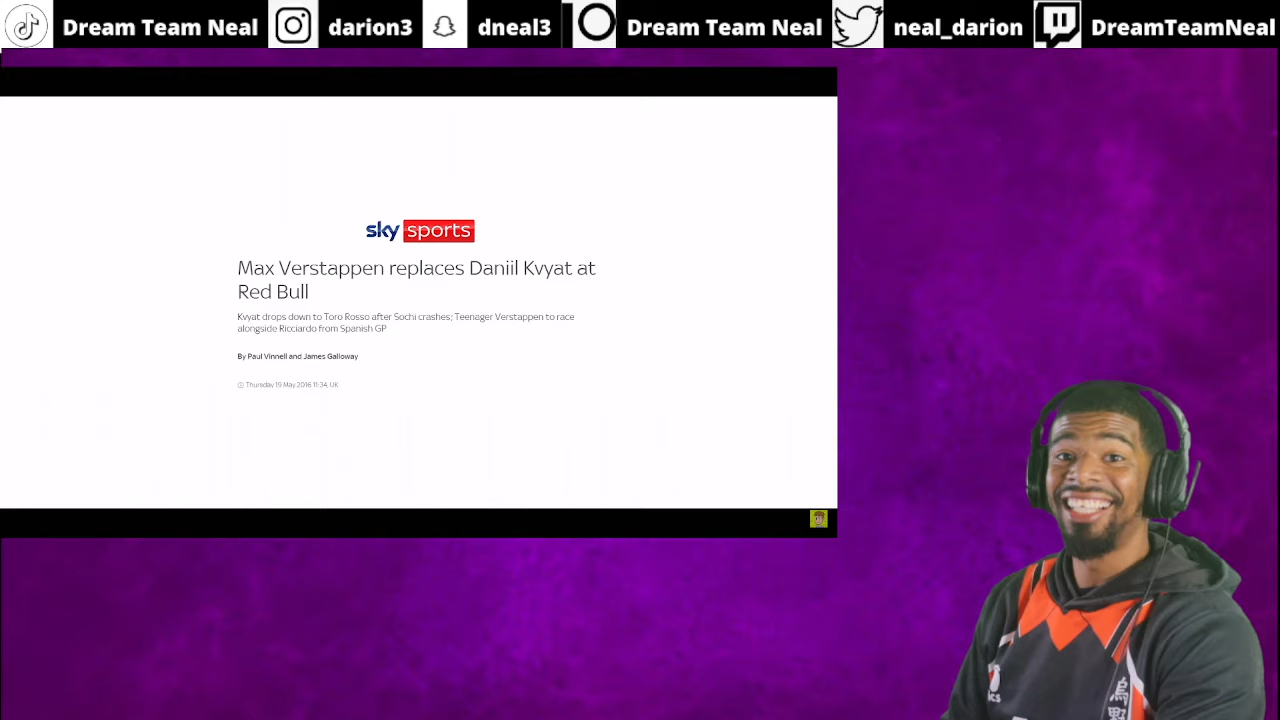 Dream Team Neal darion3 dneal3 Dream Team Neal neal_darion DreamTeamNeal
sky sports
Max Verstappen replaces Daniil Kvyat at
Red Bull
Kvyat drops down to Toro Rosso after Sochi crashes; Teenager Verstappen to race
alongside Ricciardo from Spanish GP
By Paul Vinnell and James Galloway
Thursday 19 May 2016 11:34, UK